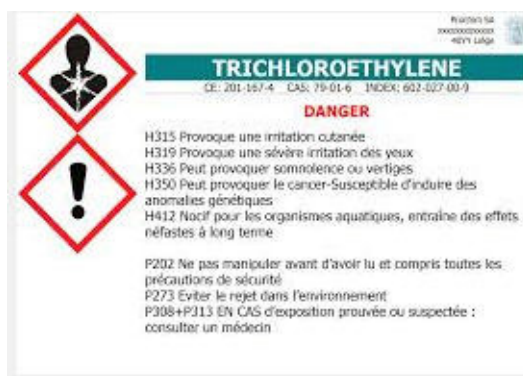 TRICHLOROETHYLENE
CE: 201-167-4 CAS: 79-01-6 INDEX: 602-027-00-9
DANGER
H315 Provoque une irritation cutanée
H319 Provoque une sévère irritation des yeux
H336 Peut provoquer somnolence ou vertiges
H350 Peut provoquer le cancer-Susceptible d'induire des
anomalies génétiques
H412 Nocif pour les organismes aquatiques, entraîne des effets
néfastes à long terme
P202 Ne pas manipuler avant d'avoir lu et compris toutes les
précautions de sécurité
P273 Eviter le rejet dans l'environnement
P308+P313 EN CAS d'exposition prouvée ou suspectée :
consulter un médecin